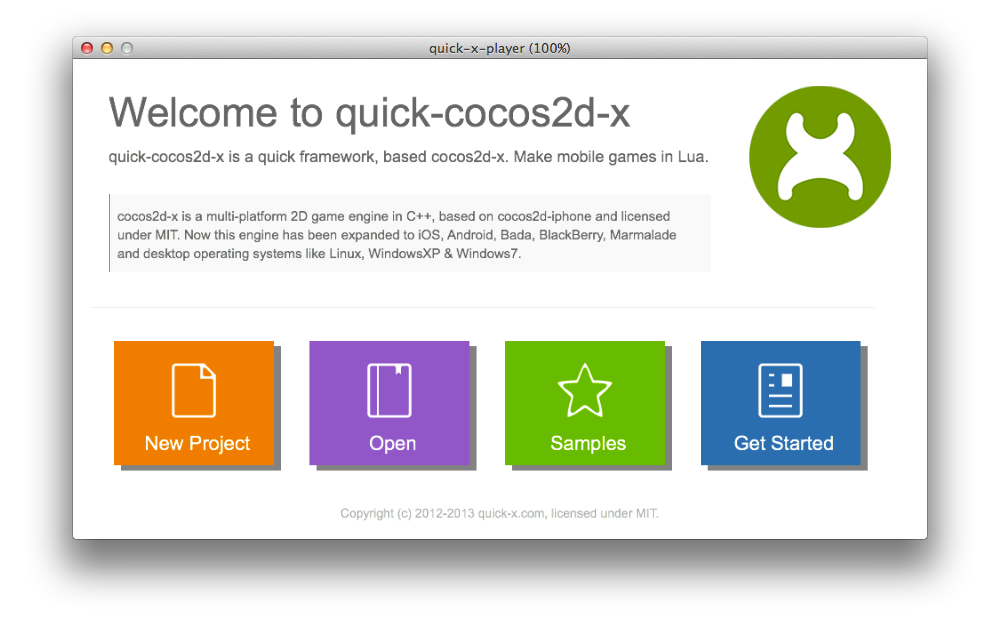 quick-x-player (100%)
Welcome to quick-cocos2d-x
quick-cocos2d-x is a quick framework, based cocos2d-x. Make mobile games in Lua.
cocos2d-x is a multi-platform 2D game engine in C++, based on cocos2d-iphone and licensed
under MIT. Now this engine has been expanded to iOS, Android, Bada, BlackBerry, Marmalade
and desktop operating systems like Linux, WindowsXP & Windows7.
New Project
Open
Samples
Get Started
Copyright (c) 2012-2013 quick-x.com, licensed under MIT.